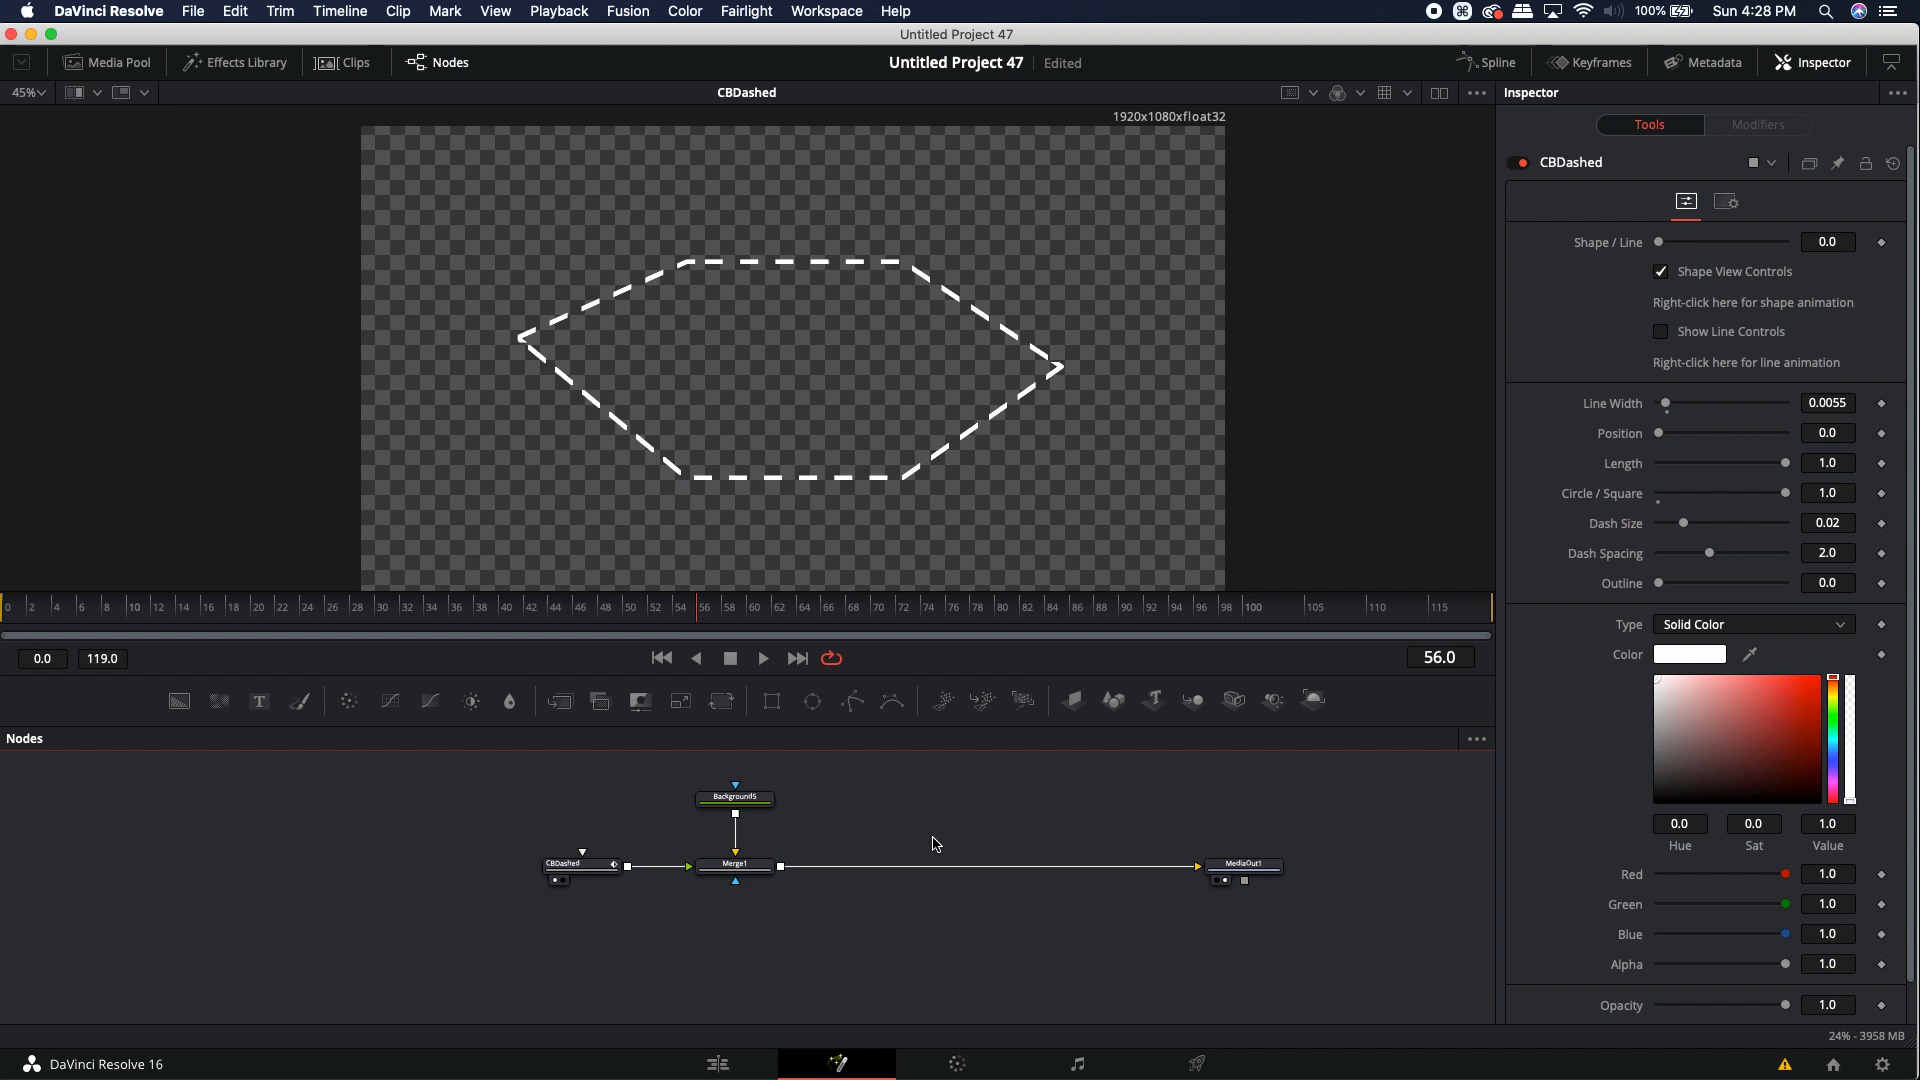 DaVinci Resolve File Edit Trim Timeline Clip Mark View Playback Fusion Color Fairlight Workspace Help 100% Sun 4:28 PM
Untitled Project 47
Media Pool Effects Library Clips Nodes Untitled Project 47 Edited Spline Keyframes Metadata Inspector
45% CBDashed Inspector
1920x1080xfloat32
Tools Modifiers
CBDashed
Shape / Line 0.0
Shape View Controls
Right-click here for shape animation
Show Line Controls
Right-click here for line animation
Line Width 0.0055
Position 0.0
Length 1.0
Circle / Square 1.0
Dash Size 0.02
Dash Spacing 2.0
Outline 0.0
0 2 4 6 8 10 12 14 16 18 20 22 24 26 28 30 32 34 36 38 40 42 44 46 48 50 52 54 56 58 60 62 64 66 68 70 72 74 76 78 80 82 84 86 88 90 92 94 96 98 100 105 110 115
Type Solid Color
Color
0.0 119.0 56.0
Nodes
Background5
CBDashed Merge1 MediaOut1
0.0 0.0 1.0
Hue Sat Value
Red 1.0
Green 1.0
Blue 1.0
Alpha 1.0
Opacity 1.0
24% - 3958 MB
DaVinci Resolve 16